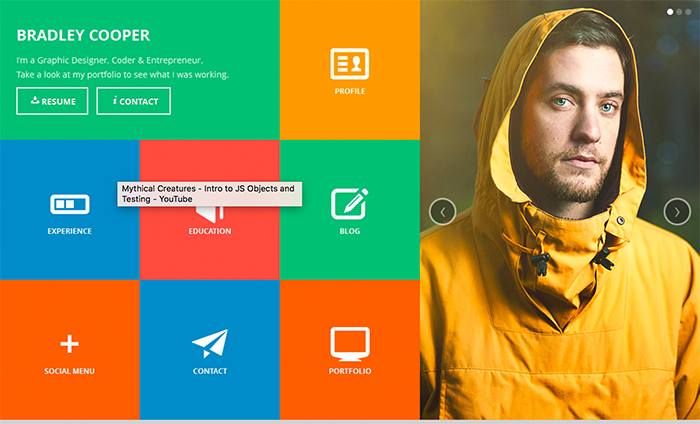 BRADLEY COOPER
I'm a Graphic Designer, Coder & Entrepreneur.
Take a look at my portfolio to see what I was working.
RESUME
i CONTACT
PROFILE
Mythical Creatures - Intro to JS Objects and
Testing - YouTube
EXPERIENCE
EDUCATION
BLOG
SOCIAL MENU
CONTACT
PORTFOLIO